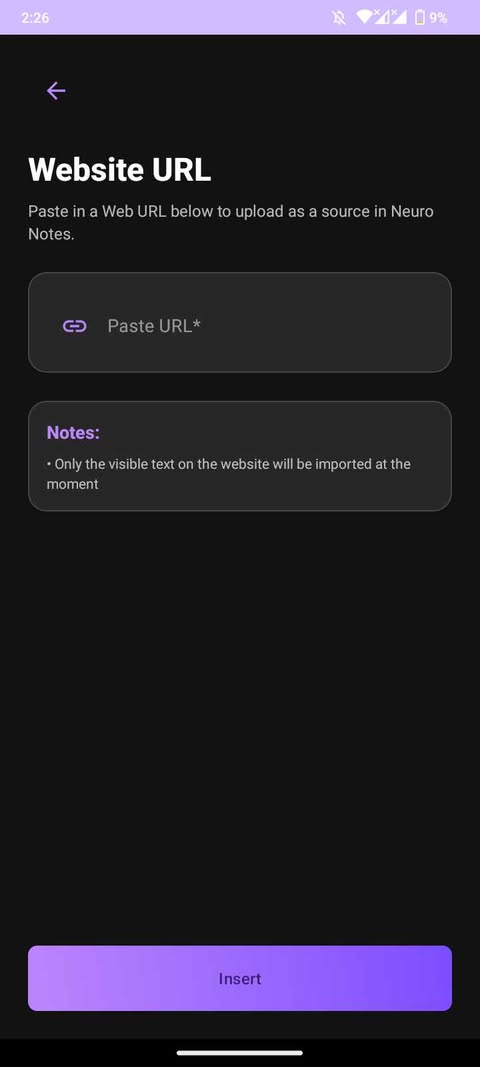 2:26
9%
Website URL
Paste in a Web URL below to upload as a source in Neuro
Notes.
Paste URL*
Notes:
• Only the visible text on the website will be imported at the
moment
Insert